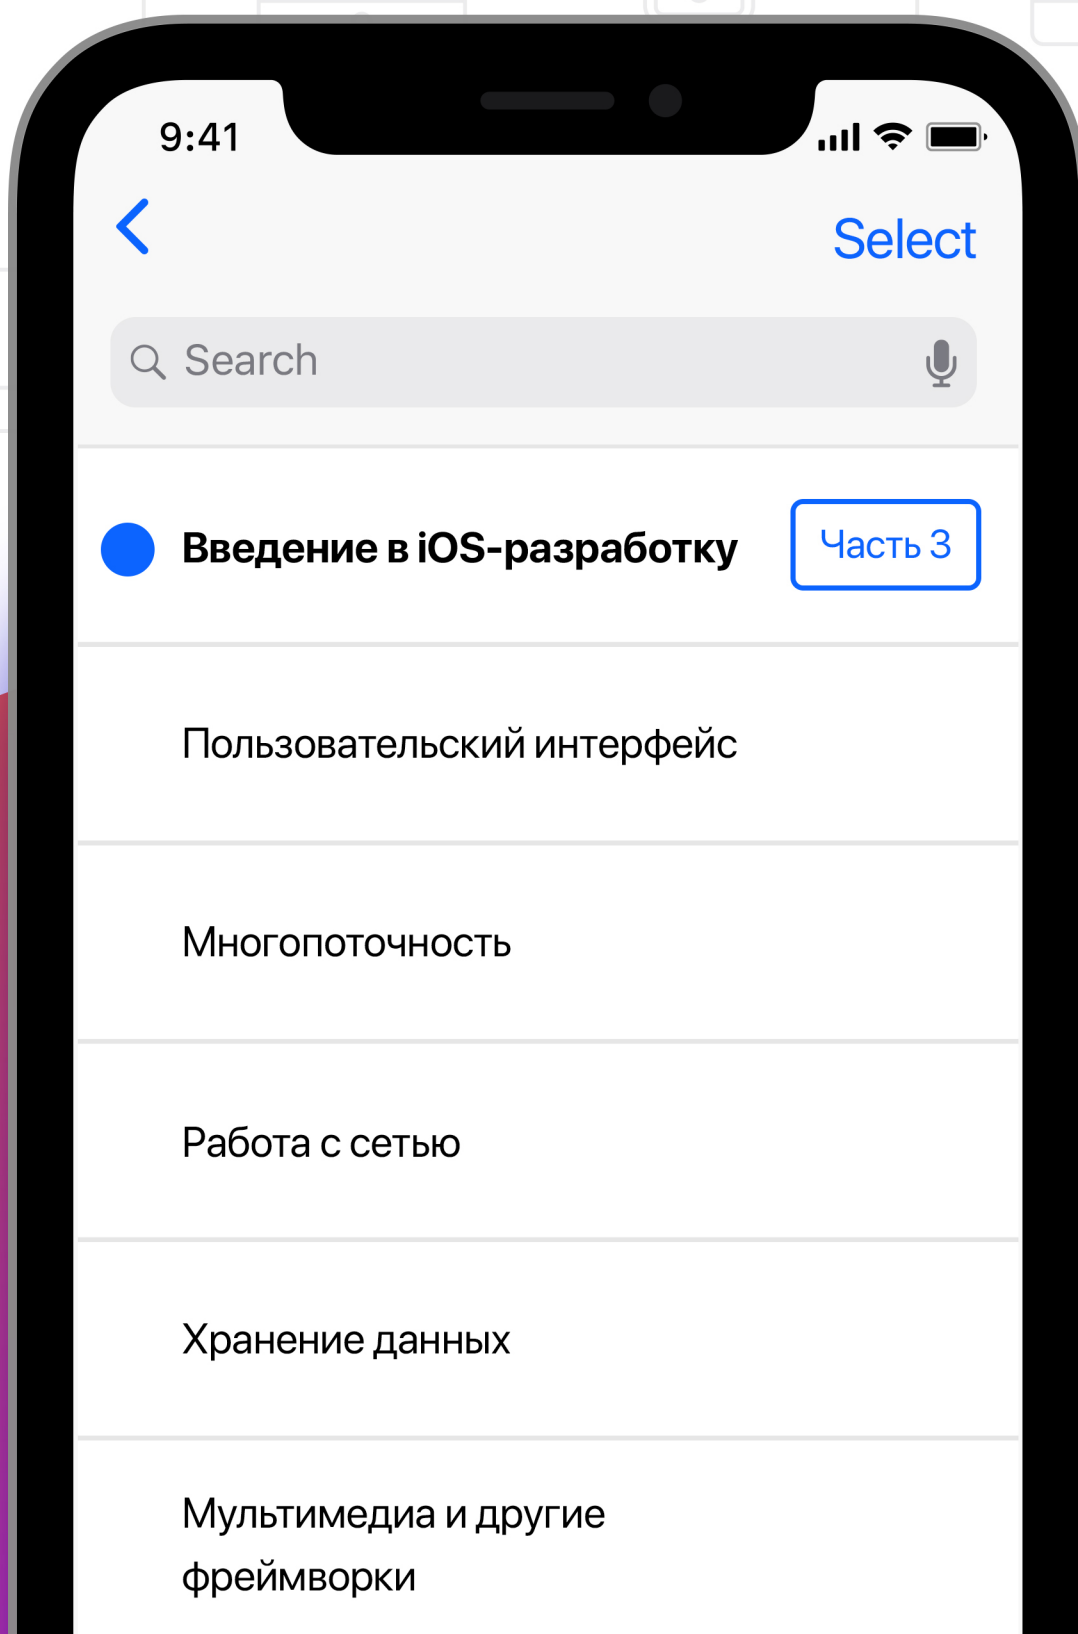 9:41
Select
Search
Введение в iOS-разработку
Часть 3
Пользовательский интерфейс
Многопоточность
Работа с сетью
Хранение данных
Мультимедиа и другие
фреймворки